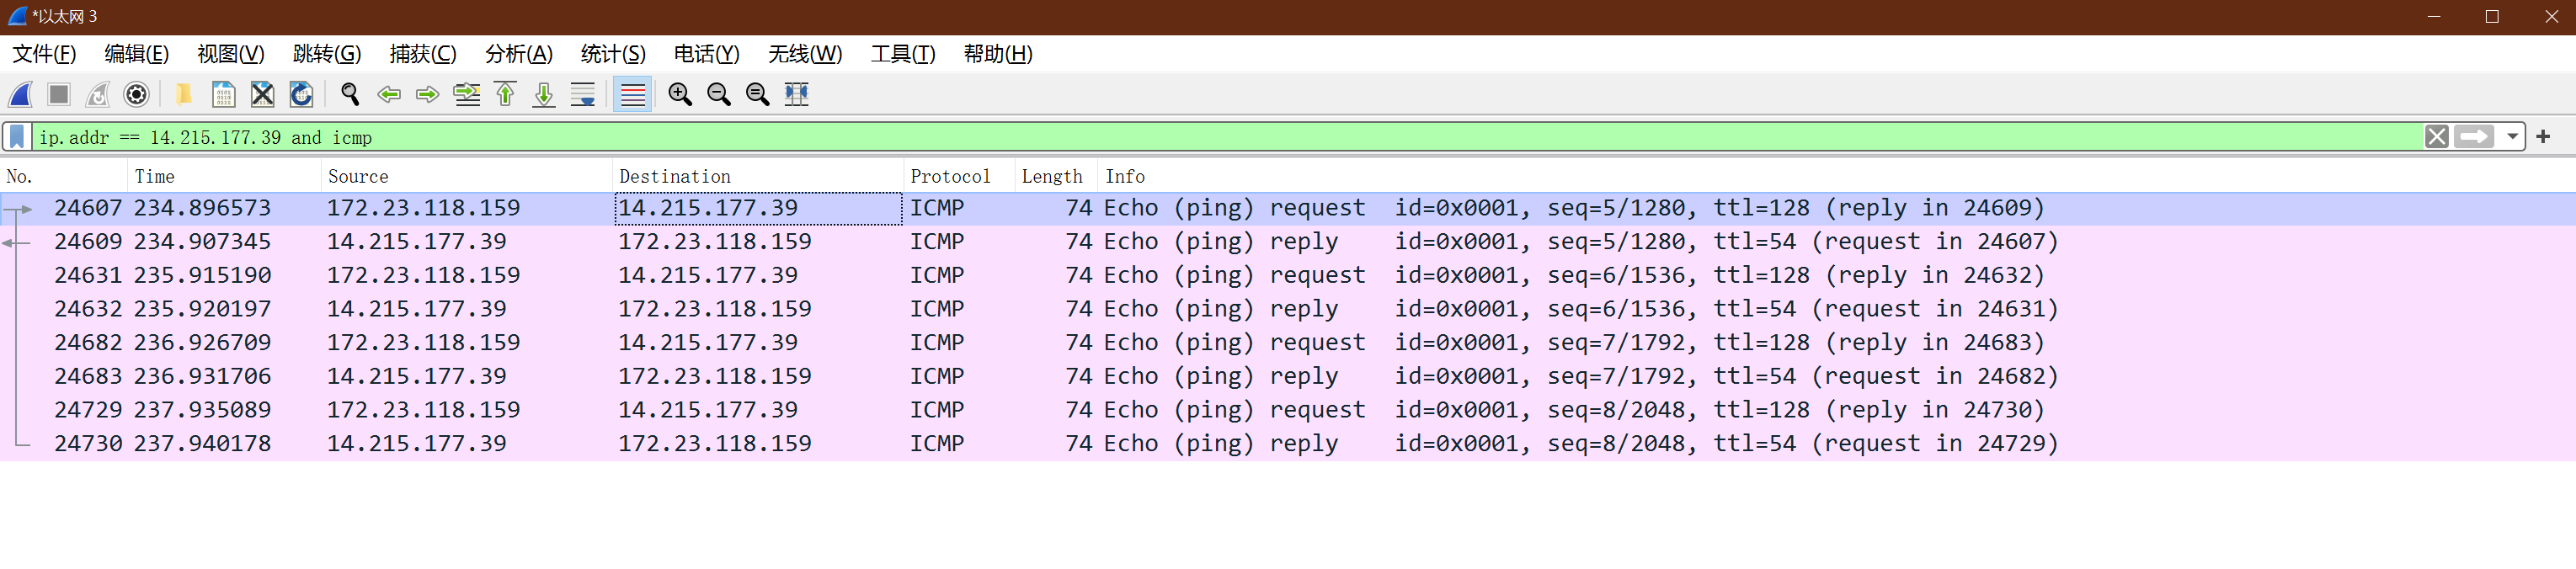 *以太网 3
文件(F) 编辑(E) 视图(V) 跳转(G) 捕获(C) 分析(A) 统计(S) 电话(Y) 无线(W) 工具(T) 帮助(H)
ip.addr == 14.215.177.39 and icmp
No. Time Source Destination Protocol Length Info
24607 234.896573 172.23.118.159 14.215.177.39 ICMP 74 Echo (ping) request id=0x0001, seq=5/1280, ttl=128 (reply in 24609)
24609 234.907345 14.215.177.39 172.23.118.159 ICMP 74 Echo (ping) reply id=0x0001, seq=5/1280, ttl=54 (request in 24607)
24631 235.915190 172.23.118.159 14.215.177.39 ICMP 74 Echo (ping) request id=0x0001, seq=6/1536, ttl=128 (reply in 24632)
24632 235.920197 14.215.177.39 172.23.118.159 ICMP 74 Echo (ping) reply id=0x0001, seq=6/1536, ttl=54 (request in 24631)
24682 236.926709 172.23.118.159 14.215.177.39 ICMP 74 Echo (ping) request id=0x0001, seq=7/1792, ttl=128 (reply in 24683)
24683 236.931706 14.215.177.39 172.23.118.159 ICMP 74 Echo (ping) reply id=0x0001, seq=7/1792, ttl=54 (request in 24682)
24729 237.935089 172.23.118.159 14.215.177.39 ICMP 74 Echo (ping) request id=0x0001, seq=8/2048, ttl=128 (reply in 24730)
24730 237.940178 14.215.177.39 172.23.118.159 ICMP 74 Echo (ping) reply id=0x0001, seq=8/2048, ttl=54 (request in 24729)